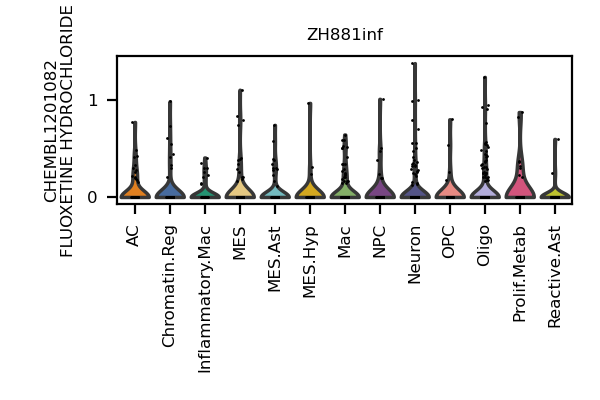 ZH881inf
CHEMBL1201082
FLUOXETINE HYDROCHLORIDE
1
0
AC
Chromatin.Reg
Inflammatory.Mac
MES
MES.Ast
MES.Hyp
Mac
NPC
Neuron
OPC
Oligo
Prolif.Metab
Reactive.Ast